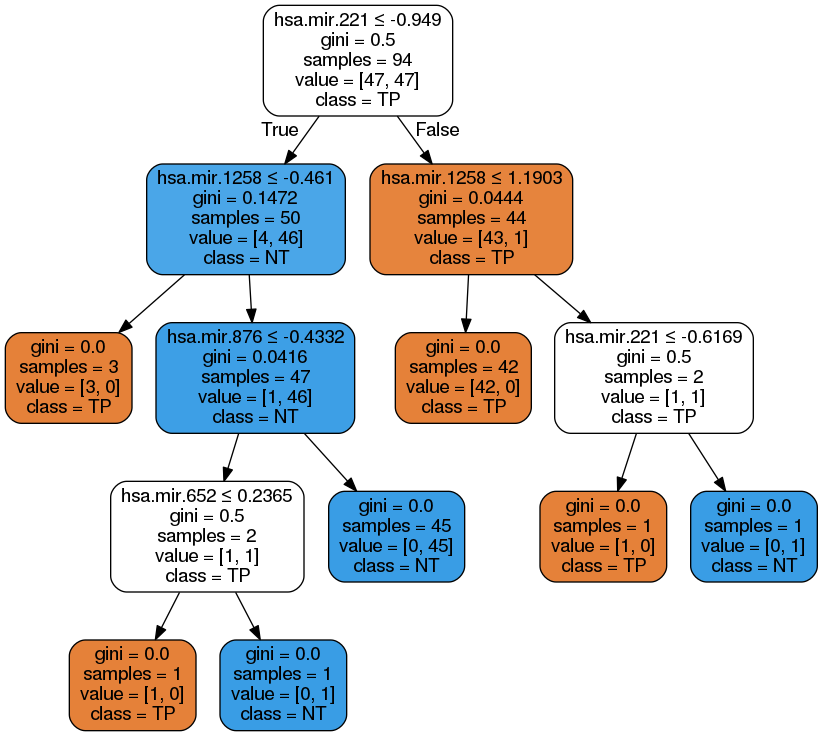 hsa.mir.221 ≤ -0.949
gini = 0.5
samples = 94
value = [47, 47]
class = TP
True
False
hsa.mir.1258 ≤ -0.461
gini = 0.1472
samples = 50
value = [4, 46]
class = NT
hsa.mir.1258 ≤ 1.1903
gini = 0.0444
samples = 44
value = [43, 1]
class = TP
gini = 0.0
samples = 3
value = [3, 0]
class = TP
hsa.mir.876 ≤ -0.4332
gini = 0.0416
samples = 47
value = [1, 46]
class = NT
gini = 0.0
samples = 42
value = [42, 0]
class = TP
hsa.mir.221 ≤ -0.6169
gini = 0.5
samples = 2
value = [1, 1]
class = TP
hsa.mir.652 ≤ 0.2365
gini = 0.5
samples = 2
value = [1, 1]
class = TP
gini = 0.0
samples = 45
value = [0, 45]
class = NT
gini = 0.0
samples = 1
value = [1, 0]
class = TP
gini = 0.0
samples = 1
value = [0, 1]
class = NT
gini = 0.0
samples = 1
value = [1, 0]
class = TP
gini = 0.0
samples = 1
value = [0, 1]
class = NT